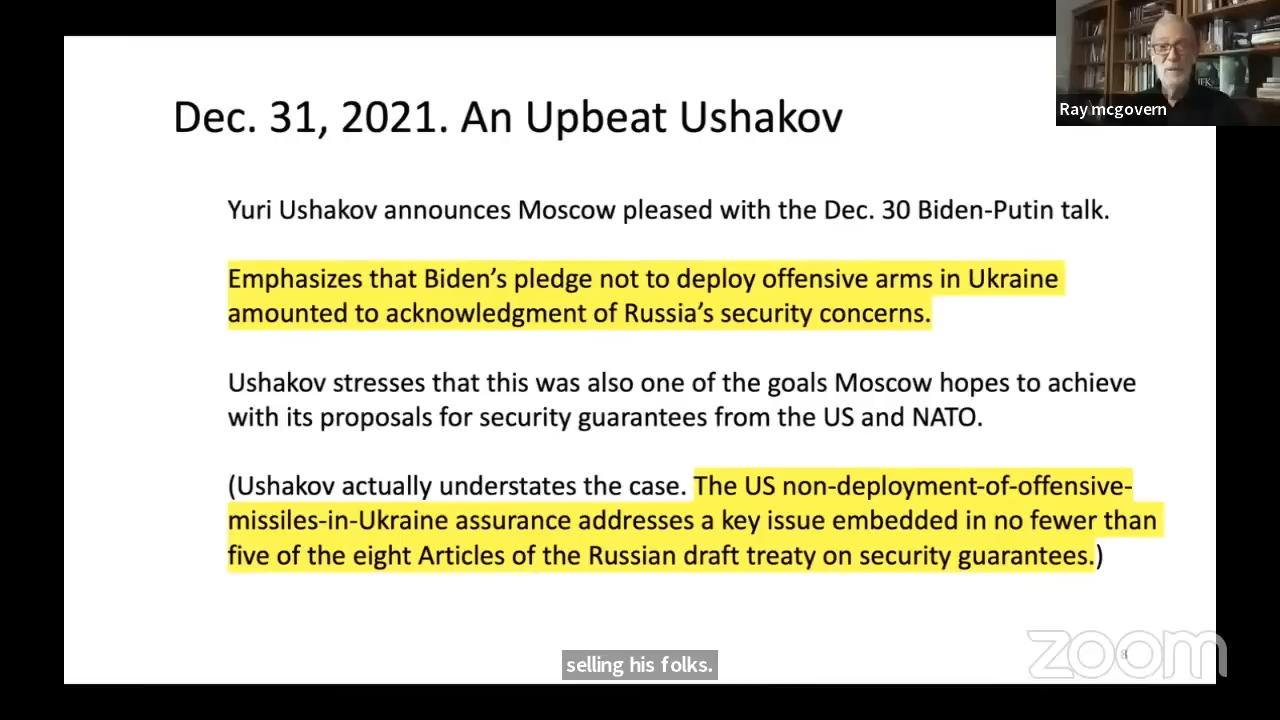 Dec. 31, 2021. An Upbeat Ushakov
Ray mcgovern
Yuri Ushakov announces Moscow pleased with the Dec. 30 Biden-Putin talk.
Emphasizes that Biden’s pledge not to deploy offensive arms in Ukraine
amounted to acknowledgment of Russia’s security concerns.
Ushakov stresses that this was also one of the goals Moscow hopes to achieve
with its proposals for security guarantees from the US and NATO.
(Ushakov actually understates the case. The US non-deployment-of-offensive-
missiles-in-Ukraine assurance addresses a key issue embedded in no fewer than
five of the eight Articles of the Russian draft treaty on security guarantees.)
selling his folks.
zoom
8